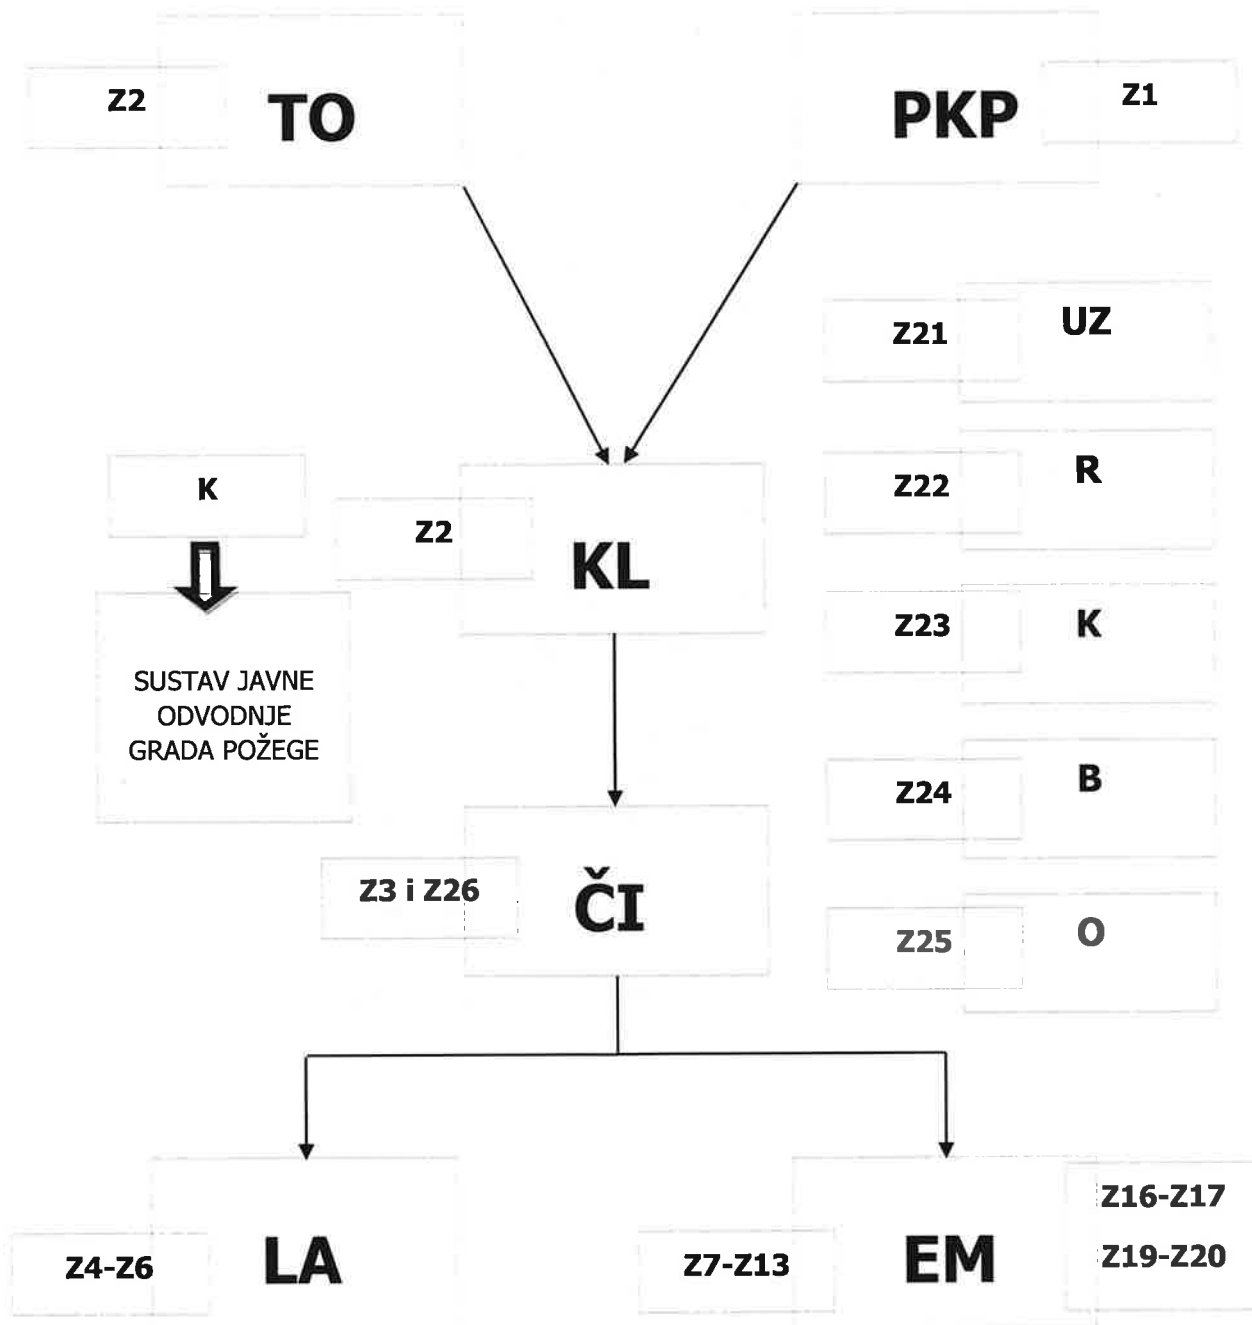 Z2
TO
PKP
Z1
Z21
UZ
Z22
R
K
Z2
KL
Z23
K
SUSTAV JAVNE
ODVODNJE
GRADA POŽEGE
Z24
B
Z3 i Z26
ČI
Z25
O
Z4-Z6
LA
Z7-Z13
EM
Z16-Z17
Z19-Z20